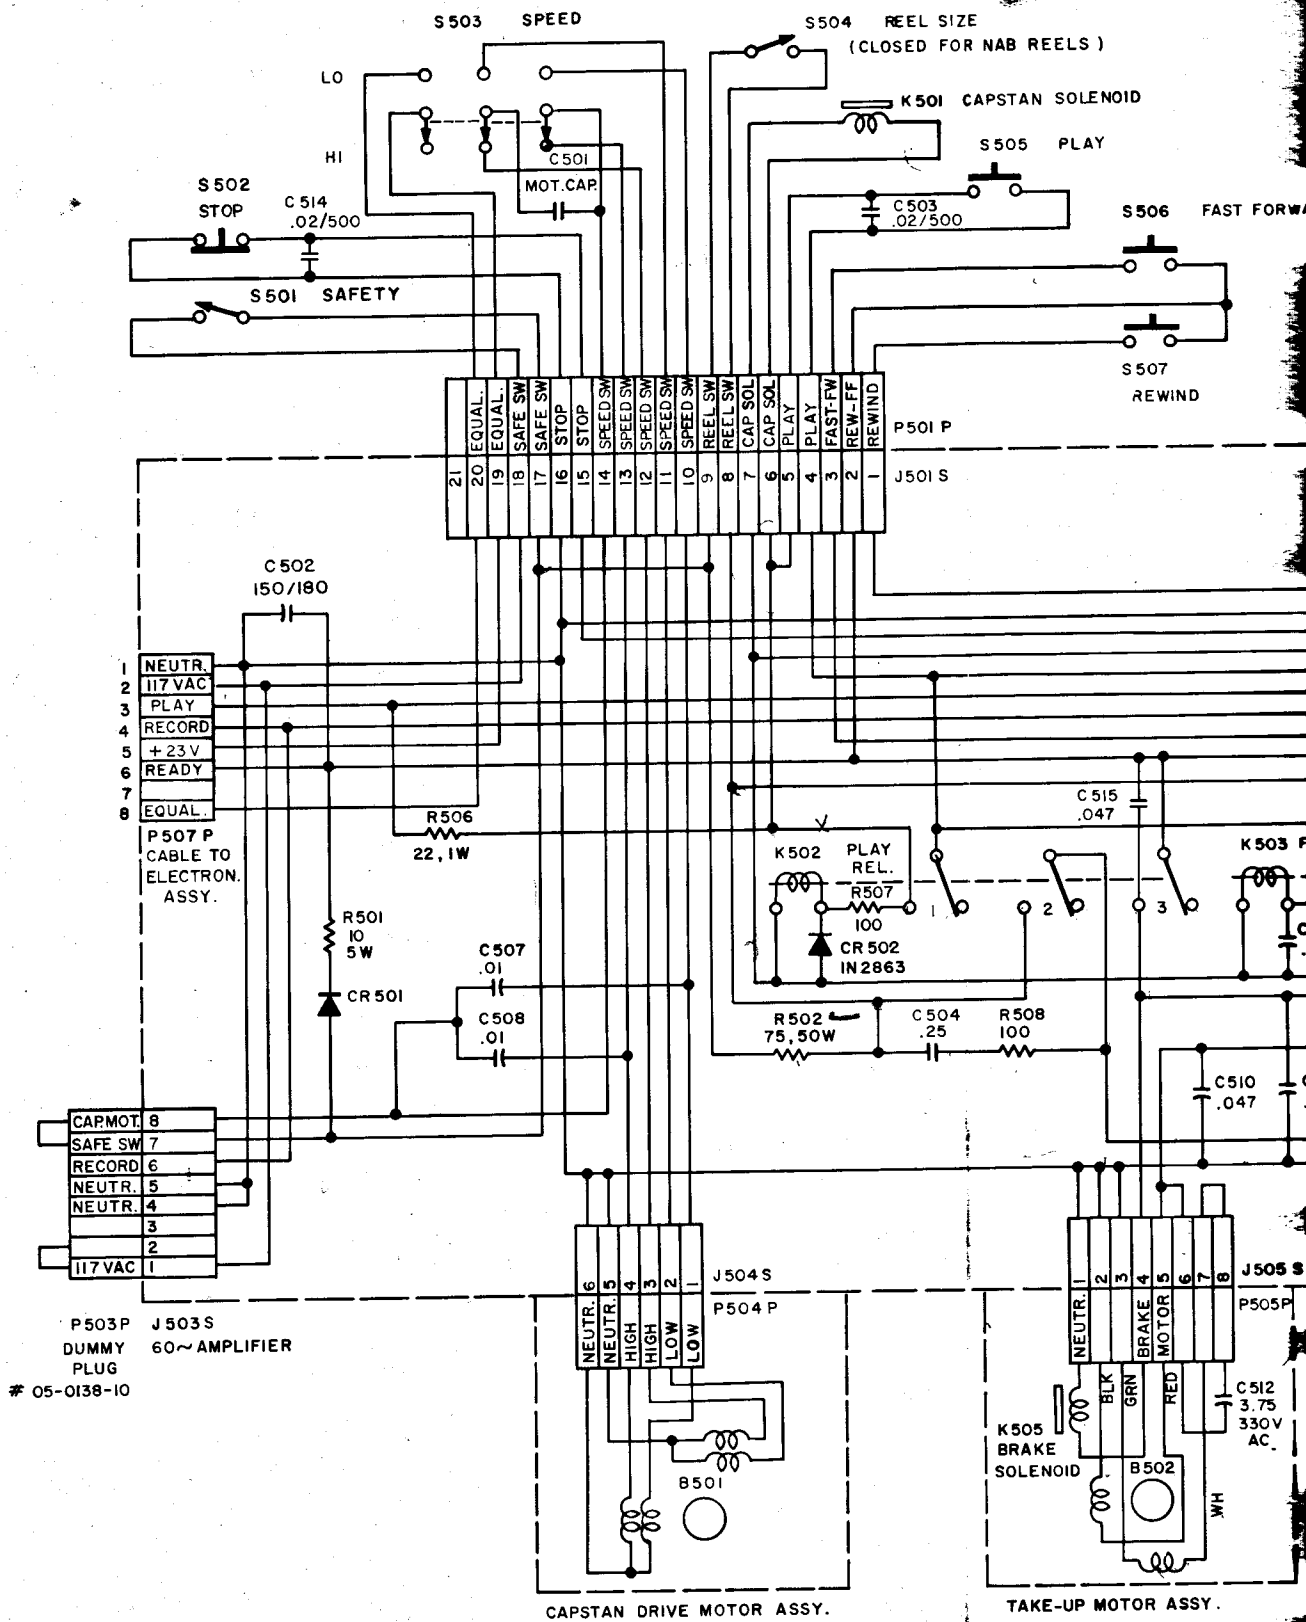 S503 SPEED
S504 REEL SIZE
(CLOSED FOR NAB REELS)
LO
K501 CAPSTAN SOLENOID
HI
C501
MOT. CAP.
S505 PLAY
S502
STOP
C514
.02/500
C503
.02/500
S506 FAST FORWA
S501 SAFETY
S507
REWIND
EQUAL.
EQUAL.
SAFE SW
SAFE SW
STOP
STOP
SPEED SW
SPEED SW
SPEED SW
SPEED SW
SPEED SW
REEL SW
REEL SW
CAP SOL
CAP SOL
PLAY
PLAY
FAST-FW
REW-FF
REWIND
P501 P
21 20 19 18 17 16 15 14 13 12 11 10 9 8 7 6 5 4 3 2 1
J501 S
C502
150/180
1 NEUTR.
2 117 VAC
3 PLAY
4 RECORD
5 +23V
6 READY
7
8 EQUAL.
P507 P
CABLE TO
ELECTRON.
ASSY.
R506
22, 1W
C515
.047
K502
PLAY
REL.
K503
R507
100
1
2
3
CR 502
IN2863
R501
10
5W
C507
.01
CR 501
C508
.01
R502
75, 50W
C504
.25
R508
100
C510
.047
CAP. MOT. 8
SAFE SW 7
RECORD 6
NEUTR. 5
NEUTR. 4
3
2
117 VAC 1
6 5 4 3 2 1
J504 S
NEUTR.
NEUTR.
HIGH
HIGH
LOW
LOW
P504 P
1 2 3 4 5 6 7 8
J505 S
NEUTR.
BRAKE
MOTOR
P505P
P503P J503S
DUMMY 60~ AMPLIFIER
PLUG
# 05-0138-10
BLK
GRN
RED
C512
3.75
330V
AC
K505
BRAKE
SOLENOID
B501
B502
WH
CAPSTAN DRIVE MOTOR ASSY.
TAKE-UP MOTOR ASSY.